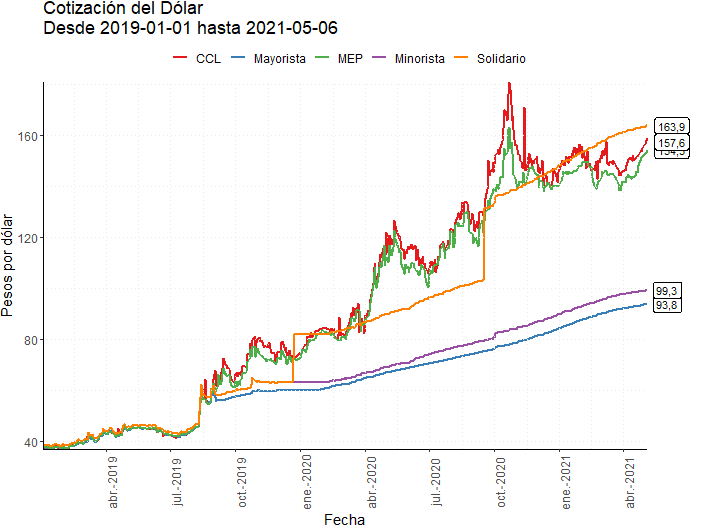 Cotización del Dólar
Desde 2019-01-01 hasta 2021-05-06
CCL Mayorista MEP Minorista Solidario
Pesos por dólar
160
120
80
40
163,9
157,6
99,3
93,8
abr.-2019 jul.-2019 oct.-2019 ene.-2020 abr.-2020 jul.-2020 oct.-2020 ene.-2021 abr.-2021
Fecha